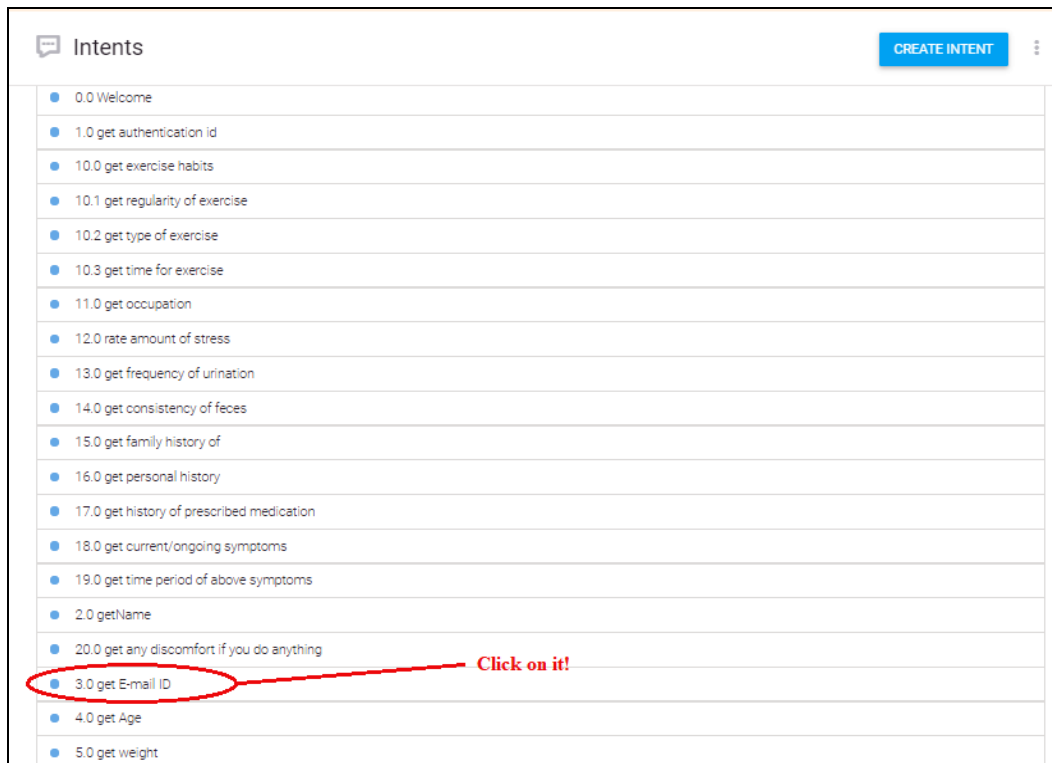 Intents
CREATE INTENT
0.0 Welcome
1.0 get authentication id
10.0 get exercise habits
10.1 get regularity of exercise
10.2 get type of exercise
10.3 get time for exercise
11.0 get occupation
12.0 rate amount of stress
13.0 get frequency of urination
14.0 get consistency of feces
15.0 get family history of
16.0 get personal history
17.0 get history of prescribed medication
18.0 get current/ongoing symptoms
19.0 get time period of above symptoms
2.0 getName
20.0 get any discomfort if you do anything
Click on it!
3.0 get E-mail ID
4.0 get Age
5.0 get weight